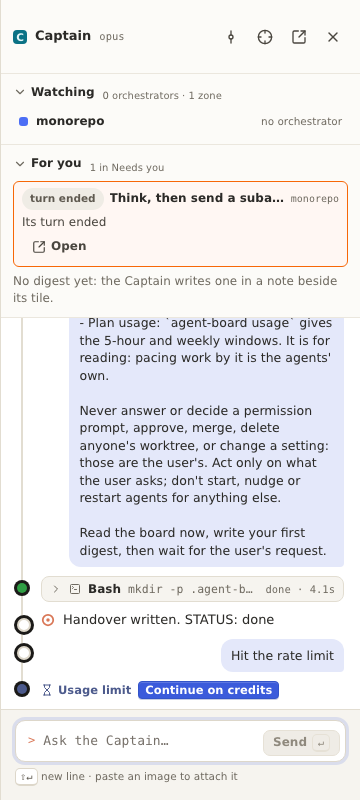 C Captain opus
Watching 0 orchestrators · 1 zone
monorepo no orchestrator
For you 1 in Needs you
turn ended Think, then send a suba… monorepo
Its turn ended
Open
No digest yet: the Captain writes one in a note beside
its tile.
- Plan usage: `agent-board usage` gives
the 5-hour and weekly windows. It is for
reading: pacing work by it is the agents'
own.
Never answer or decide a permission
prompt, approve, merge, delete
anyone's worktree, or change a setting:
those are the user's. Act only on what
the user asks; don't start, nudge or
restart agents for anything else.
Read the board now, write your first
digest, then wait for the user's request.
Bash mkdir -p .agent-b… done · 4.1s
Handover written. STATUS: done
Hit the rate limit
Usage limit Continue on credits
> Ask the Captain… Send ↵
⇧↵ new line · paste an image to attach it